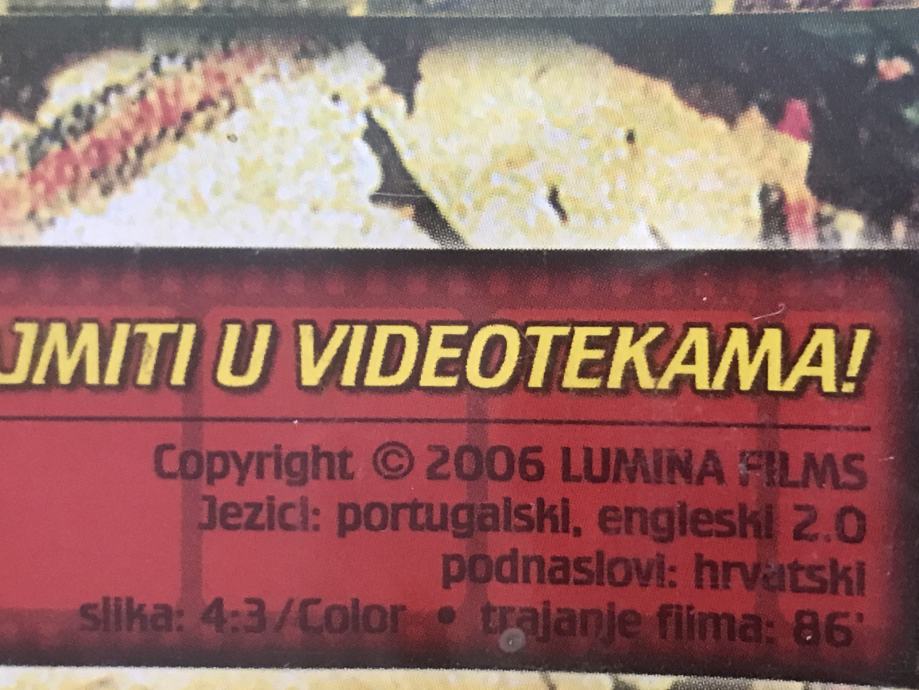 JMITI U VIDEOTEKAMA!
Copyright © 2006 LUMINA FILMS
Jezici: portugalski, engleski 2.0
podnaslovi: hrvatski
slika: 4:3/Color • trajanje filma: 86'